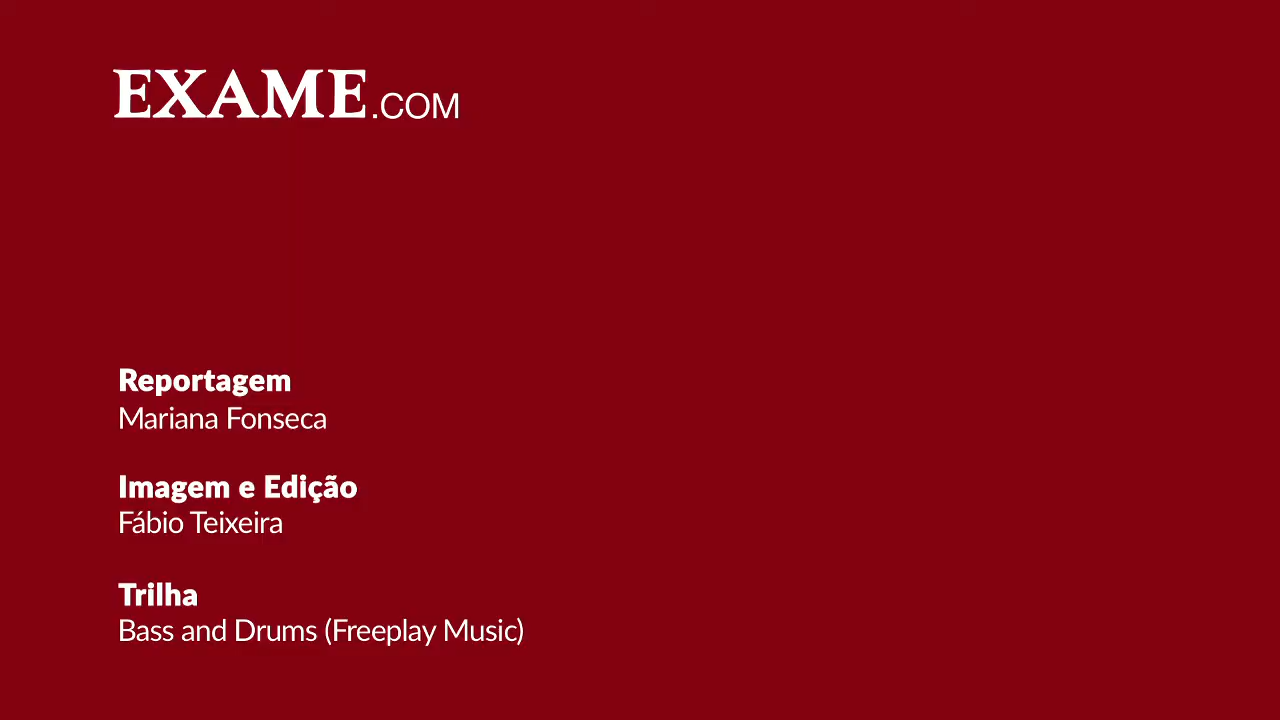 EXAME.COM
Reportagem
Mariana Fonseca
Imagem e Edição
Fábio Teixeira
Trilha
Bass and Drums (Freeplay Music)